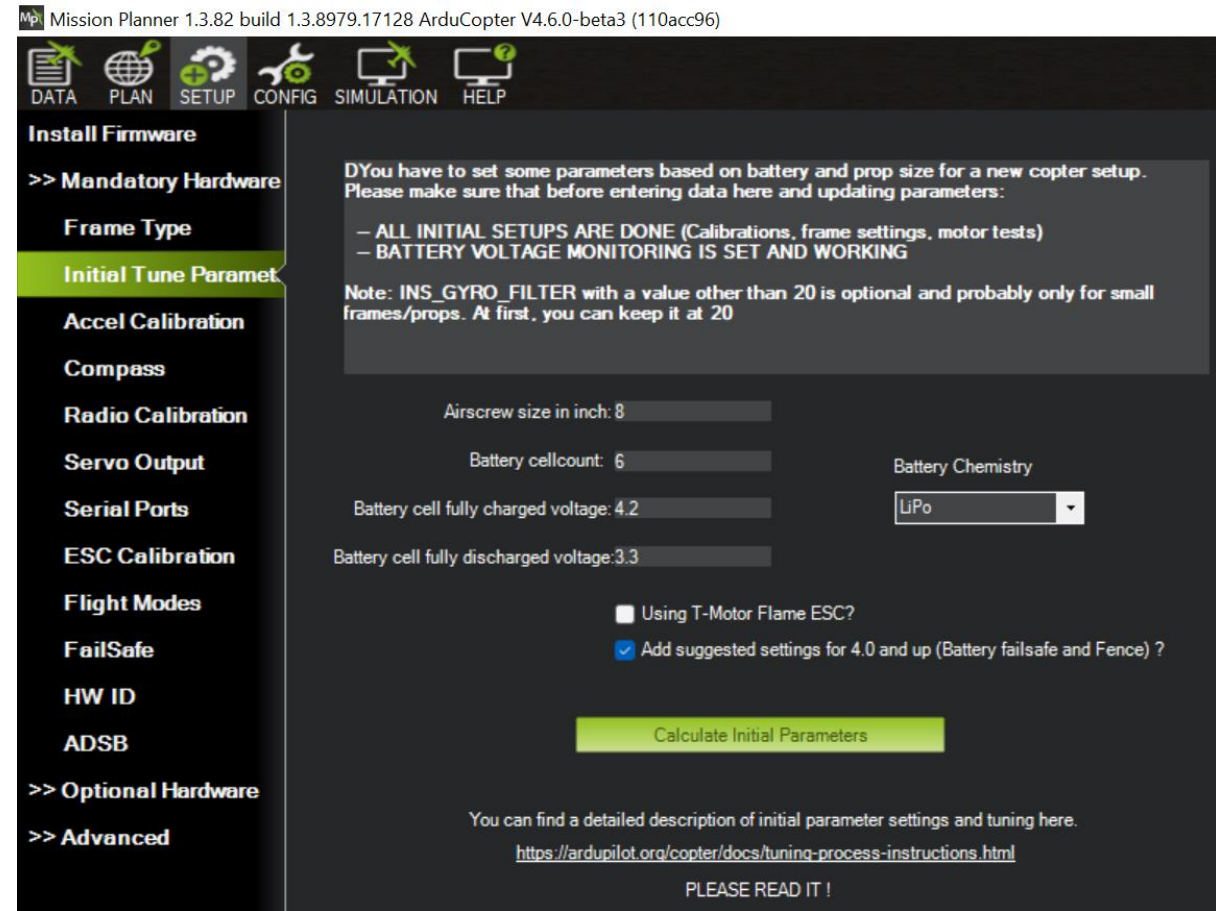 Mission Planner 1.3.82 build 1.3.8979.17128 ArduCopter V4.6.0-beta3 (110acc96)
DATA PLAN SETUP CONFIG SIMULATION HELP
Install Firmware
>> Mandatory Hardware
Frame Type
Initial Tune Paramet
Accel Calibration
Compass
Radio Calibration
Servo Output
Serial Ports
ESC Calibration
Flight Modes
FailSafe
HW ID
ADSB
>> Optional Hardware
>> Advanced
DYou have to set some parameters based on battery and prop size for a new copter setup.
Please make sure that before entering data here and updating parameters:
– ALL INITIAL SETUPS ARE DONE (Calibrations, frame settings, motor tests)
– BATTERY VOLTAGE MONITORING IS SET AND WORKING
Note: INS_GYRO_FILTER with a value other than 20 is optional and probably only for small
frames/props. At first, you can keep it at 20
Airscrew size in inch: 8
Battery cellcount: 6
Battery Chemistry
Battery cell fully charged voltage: 4.2
LiPo
Battery cell fully discharged voltage: 3.3
Using T-Motor Flame ESC?
Add suggested settings for 4.0 and up (Battery failsafe and Fence) ?
Calculate Initial Parameters
You can find a detailed description of initial parameter settings and tuning here.
https://ardupilot.org/copter/docs/tuning-process-instructions.html
PLEASE READ IT !